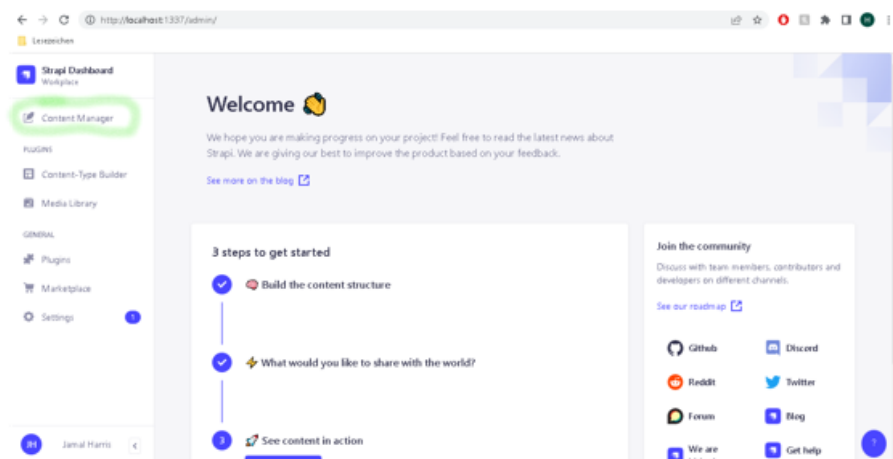 http://localhost:1337/admin/
Lesezeichen
Strapi Dashboard
Workplace
Content Manager
PLUGINS
Content-Type Builder
Media Library
GENERAL
Plugins
Marketplace
Settings
1
JH
Jamal Harris
Welcome
We hope you are making progress on your project! Feel free to read the latest news about
Strapi. We are giving our best to improve the product based on your feedback.
See more on the blog
3 steps to get started
Build the content structure
What would you like to share with the world?
3
See content in action
Join the community
Discuss with team members, contributors and
developers on different channels.
See our roadmap
Github
Discord
Reddit
Twitter
Forum
Blog
We are
Get help
?